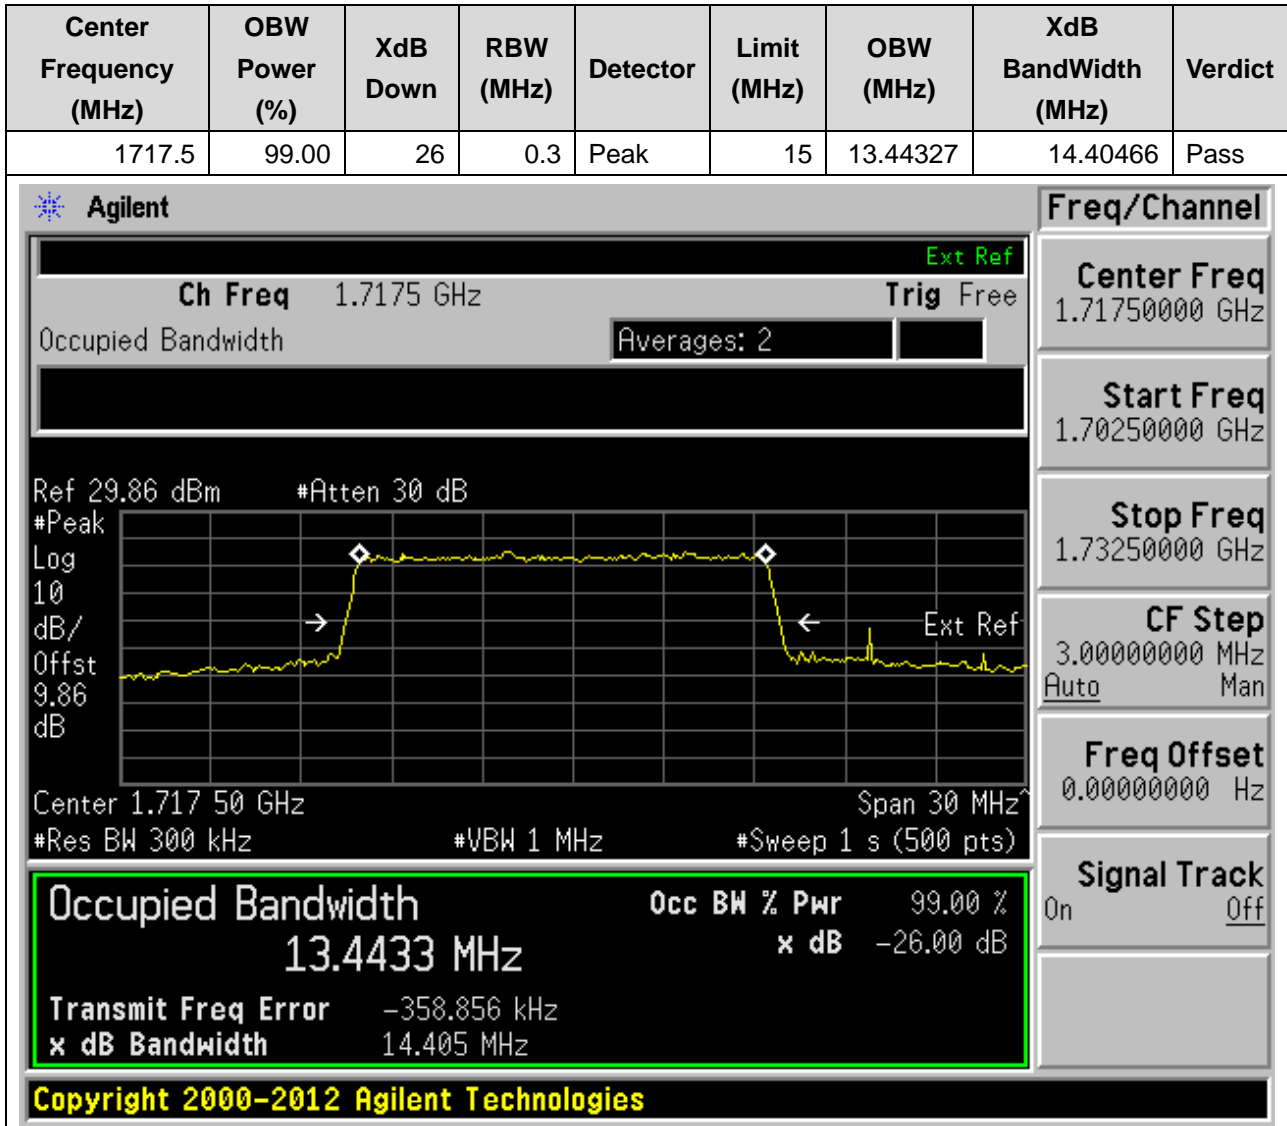 Center Frequency (MHz) OBW Power (%) XdB Down RBW (MHz) Detector Limit (MHz) OBW (MHz) XdB BandWidth (MHz) Verdict
1717.5 99.00 26 0.3 Peak 15 13.44327 14.40466 Pass
Agilent
Freq/Channel
Ext Ref
Ch Freq 1.7175 GHz Trig Free
Occupied Bandwidth Averages: 2
Center Freq
1.71750000 GHz
Start Freq
1.70250000 GHz
Stop Freq
1.73250000 GHz
CF Step
3.00000000 MHz
Auto Man
Freq Offset
0.00000000 Hz
Signal Track
On Off
Ref 29.86 dBm #Atten 30 dB
#Peak
Log
10
dB/
Offst
9.86
dB
Ext Ref
Center 1.717 50 GHz Span 30 MHz^
#Res BW 300 kHz #VBW 1 MHz #Sweep 1 s (500 pts)
Occupied Bandwidth
13.4433 MHz
Occ BW % Pwr 99.00 %
x dB -26.00 dB
Transmit Freq Error -358.856 kHz
x dB Bandwidth 14.405 MHz
Copyright 2000-2012 Agilent Technologies